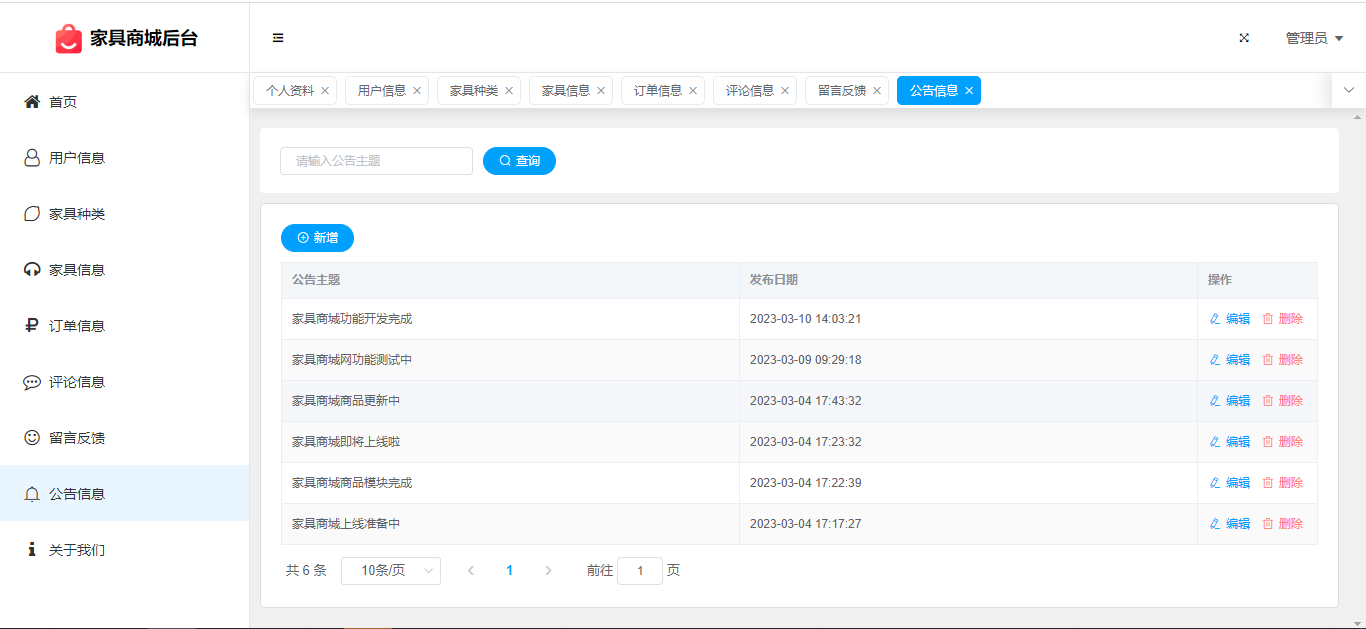 家具商城后台
管理员
首页
用户信息
家具种类
家具信息
订单信息
评论信息
留言反馈
公告信息
关于我们
个人资料 用户信息 家具种类 家具信息 订单信息 评论信息 留言反馈 公告信息
请输入公告主题 查询
新增
公告主题 发布日期 操作
家具商城功能开发完成 2023-03-10 14:03:21 编辑 删除
家具商城网功能测试中 2023-03-09 09:29:18 编辑 删除
家具商城商品更新中 2023-03-04 17:43:32 编辑 删除
家具商城即将上线啦 2023-03-04 17:23:32 编辑 删除
家具商城商品模块完成 2023-03-04 17:22:39 编辑 删除
家具商城上线准备中 2023-03-04 17:17:27 编辑 删除
共 6 条 10条/页 1 前往 1 页